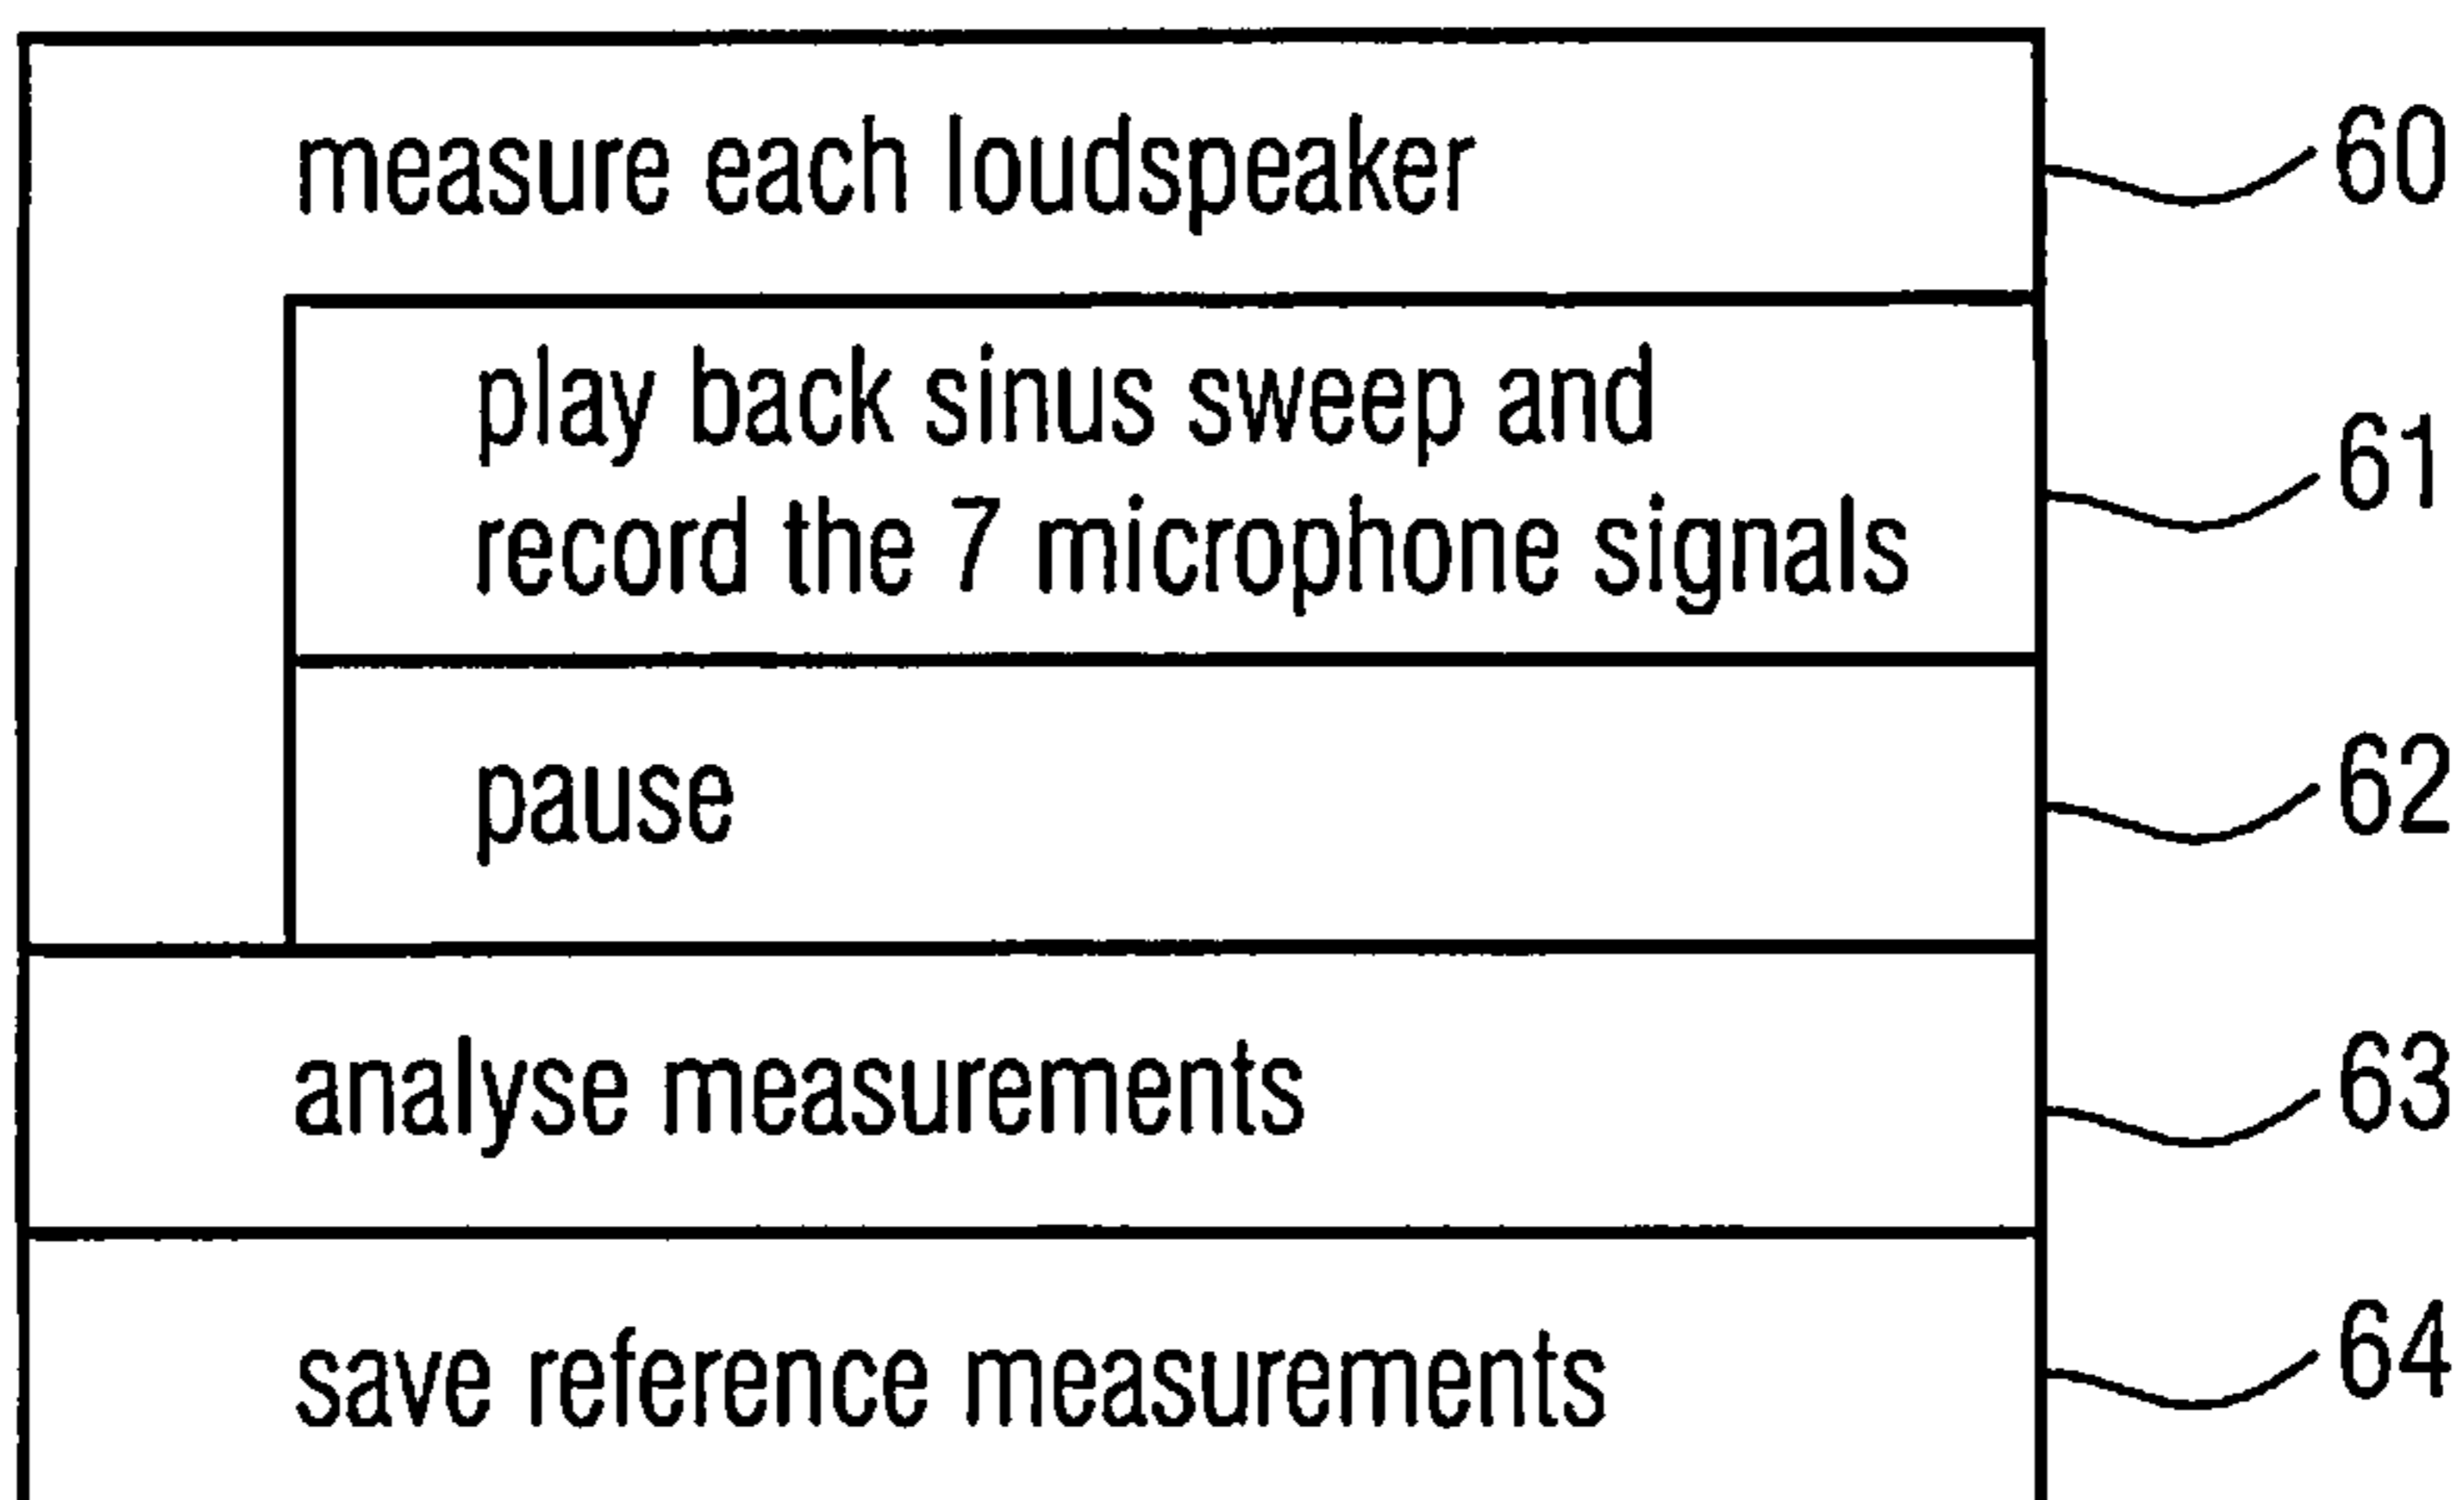 measure each loudspeaker 60
play back sinus sweep and
record the 7 microphone signals 61
pause 62
analyse measurements 63
save reference measurements 64